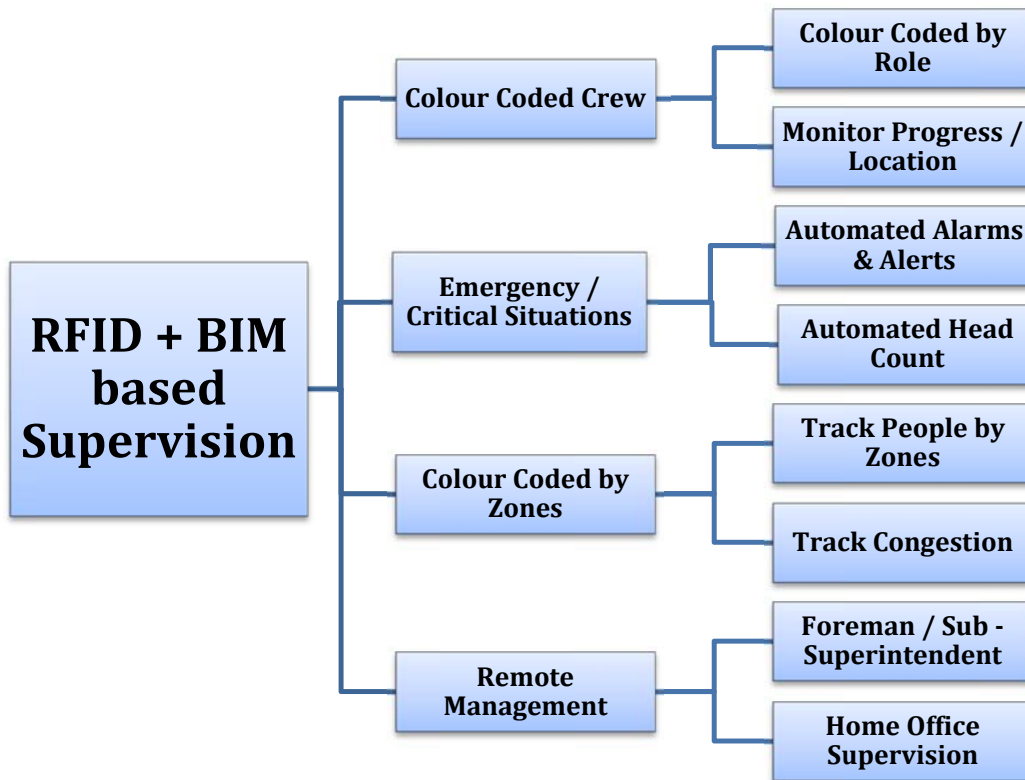 RFID + BIM
based
Supervision
Colour Coded Crew
Colour Coded by
Role
Monitor Progress /
Location
Emergency /
Critical Situations
Automated Alarms
& Alerts
Automated Head
Count
Colour Coded by
Zones
Track People by
Zones
Track Congestion
Remote
Management
Foreman / Sub -
Superintendent
Home Office
Supervision